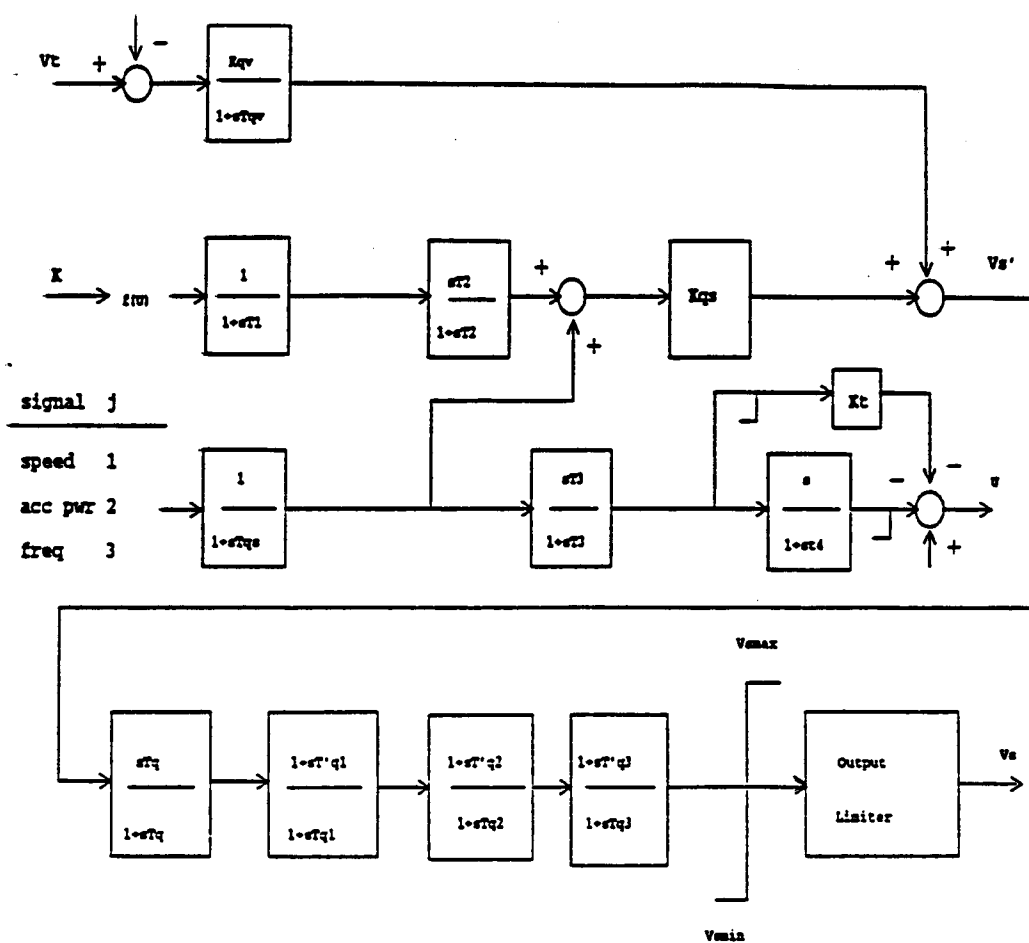 Vt + −
Kqv
1+sTqv
K
f(U)
1
1+sT1
sT2
1+sT2
+
+
Kqs
+ +
Vs'
signal j
speed 1
acc pwr 2
freq 3
1
1+sTqs
sT3
1+sT3
Kt
s
1+st4
−
−
+
U
Vsmax
sTq
1+sTq
1+sT'q1
1+sTq1
1+sT'q2
1+sTq2
1+sT'q3
1+sTq3
Output
Limiter
Vs
Vsmin